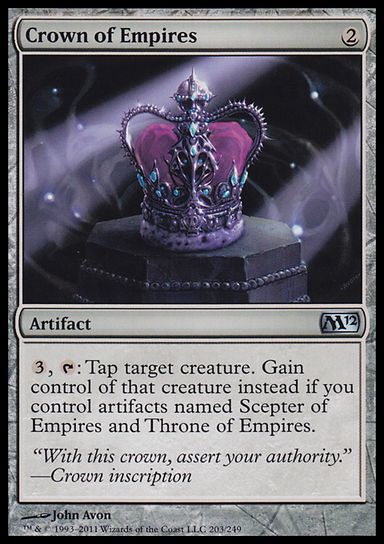 Crown of Empires 2
Artifact M12
3, T: Tap target creature. Gain
control of that creature instead if you
control artifacts named Scepter of
Empires and Throne of Empires.
“With this crown, assert your authority.”
—Crown inscription
John Avon
™ & © 1993–2011 Wizards of the Coast LLC 203/249